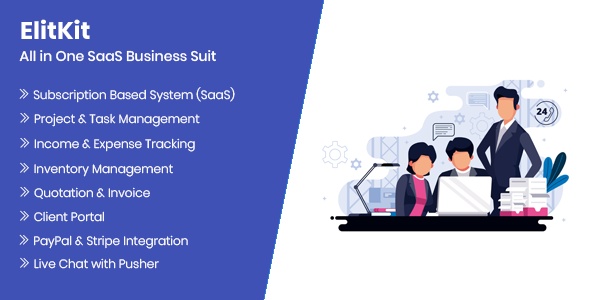 ElitKit
All in One SaaS Business Suit
Subscription Based System (SaaS)
Project & Task Management
Income & Expense Tracking
Inventory Management
Quotation & Invoice
Client Portal
PayPal & Stripe Integration
Live Chat with Pusher
24